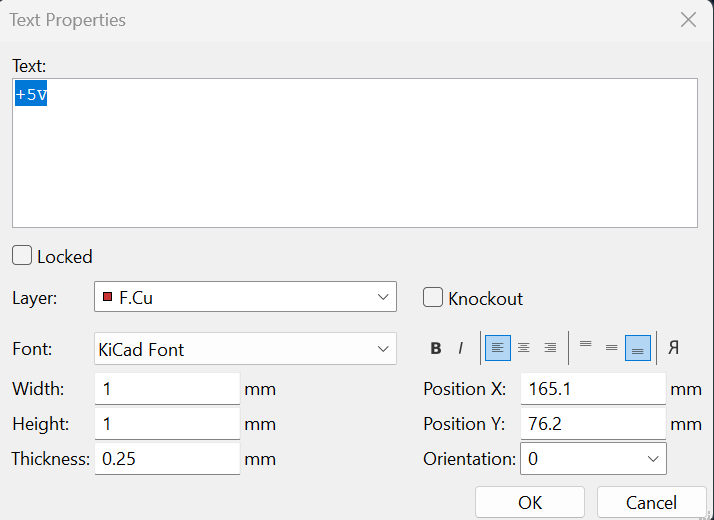 Text Properties
Text:
+5V
Locked
Layer: F.Cu Knockout
Font: KiCad Font B I Я
Width: 1 mm Position X: 165.1 mm
Height: 1 mm Position Y: 76.2 mm
Thickness: 0.25 mm Orientation: 0
OK Cancel